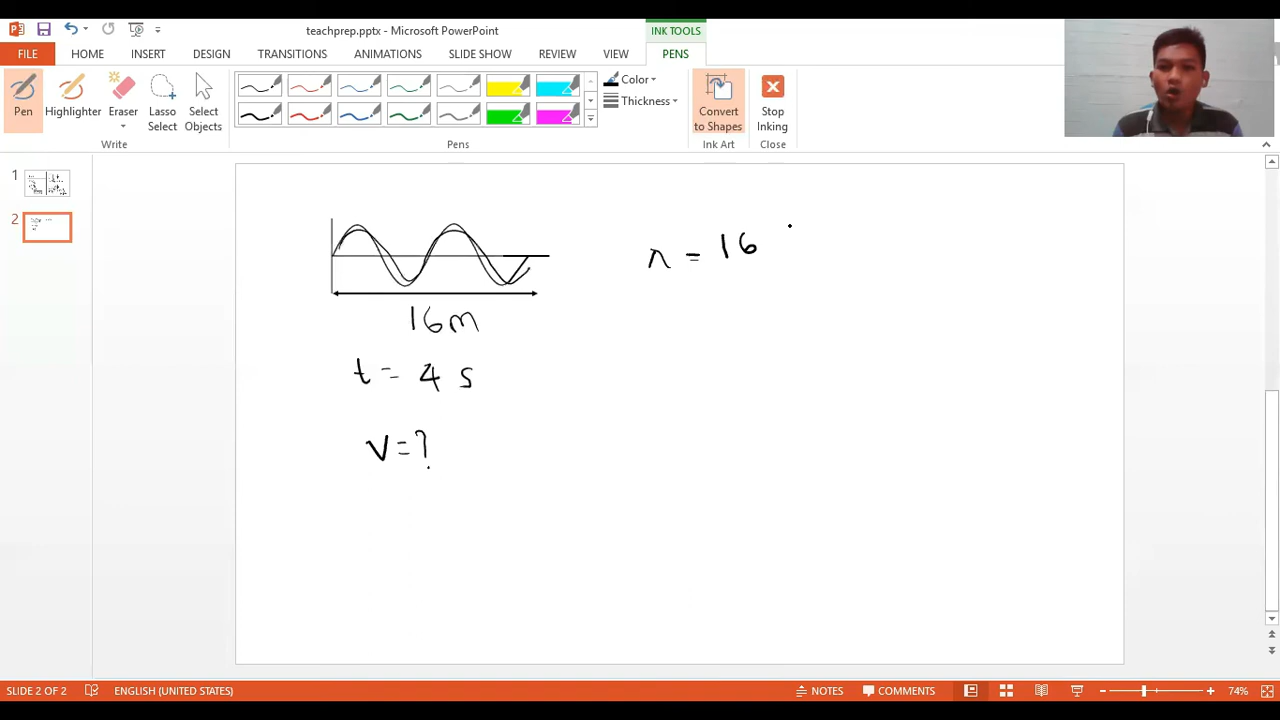 teachprep.pptx - Microsoft PowerPoint
INK TOOLS
FILE HOME INSERT DESIGN TRANSITIONS ANIMATIONS SLIDE SHOW REVIEW VIEW PENS
Pen Highlighter Eraser Lasso Select Select Objects
Color
Thickness
Convert to Shapes
Stop Inking
Write Pens Ink Art Close
1
2
16m
t = 4 s
v = ?
= 16
SLIDE 2 OF 2 ENGLISH (UNITED STATES) NOTES COMMENTS 74%